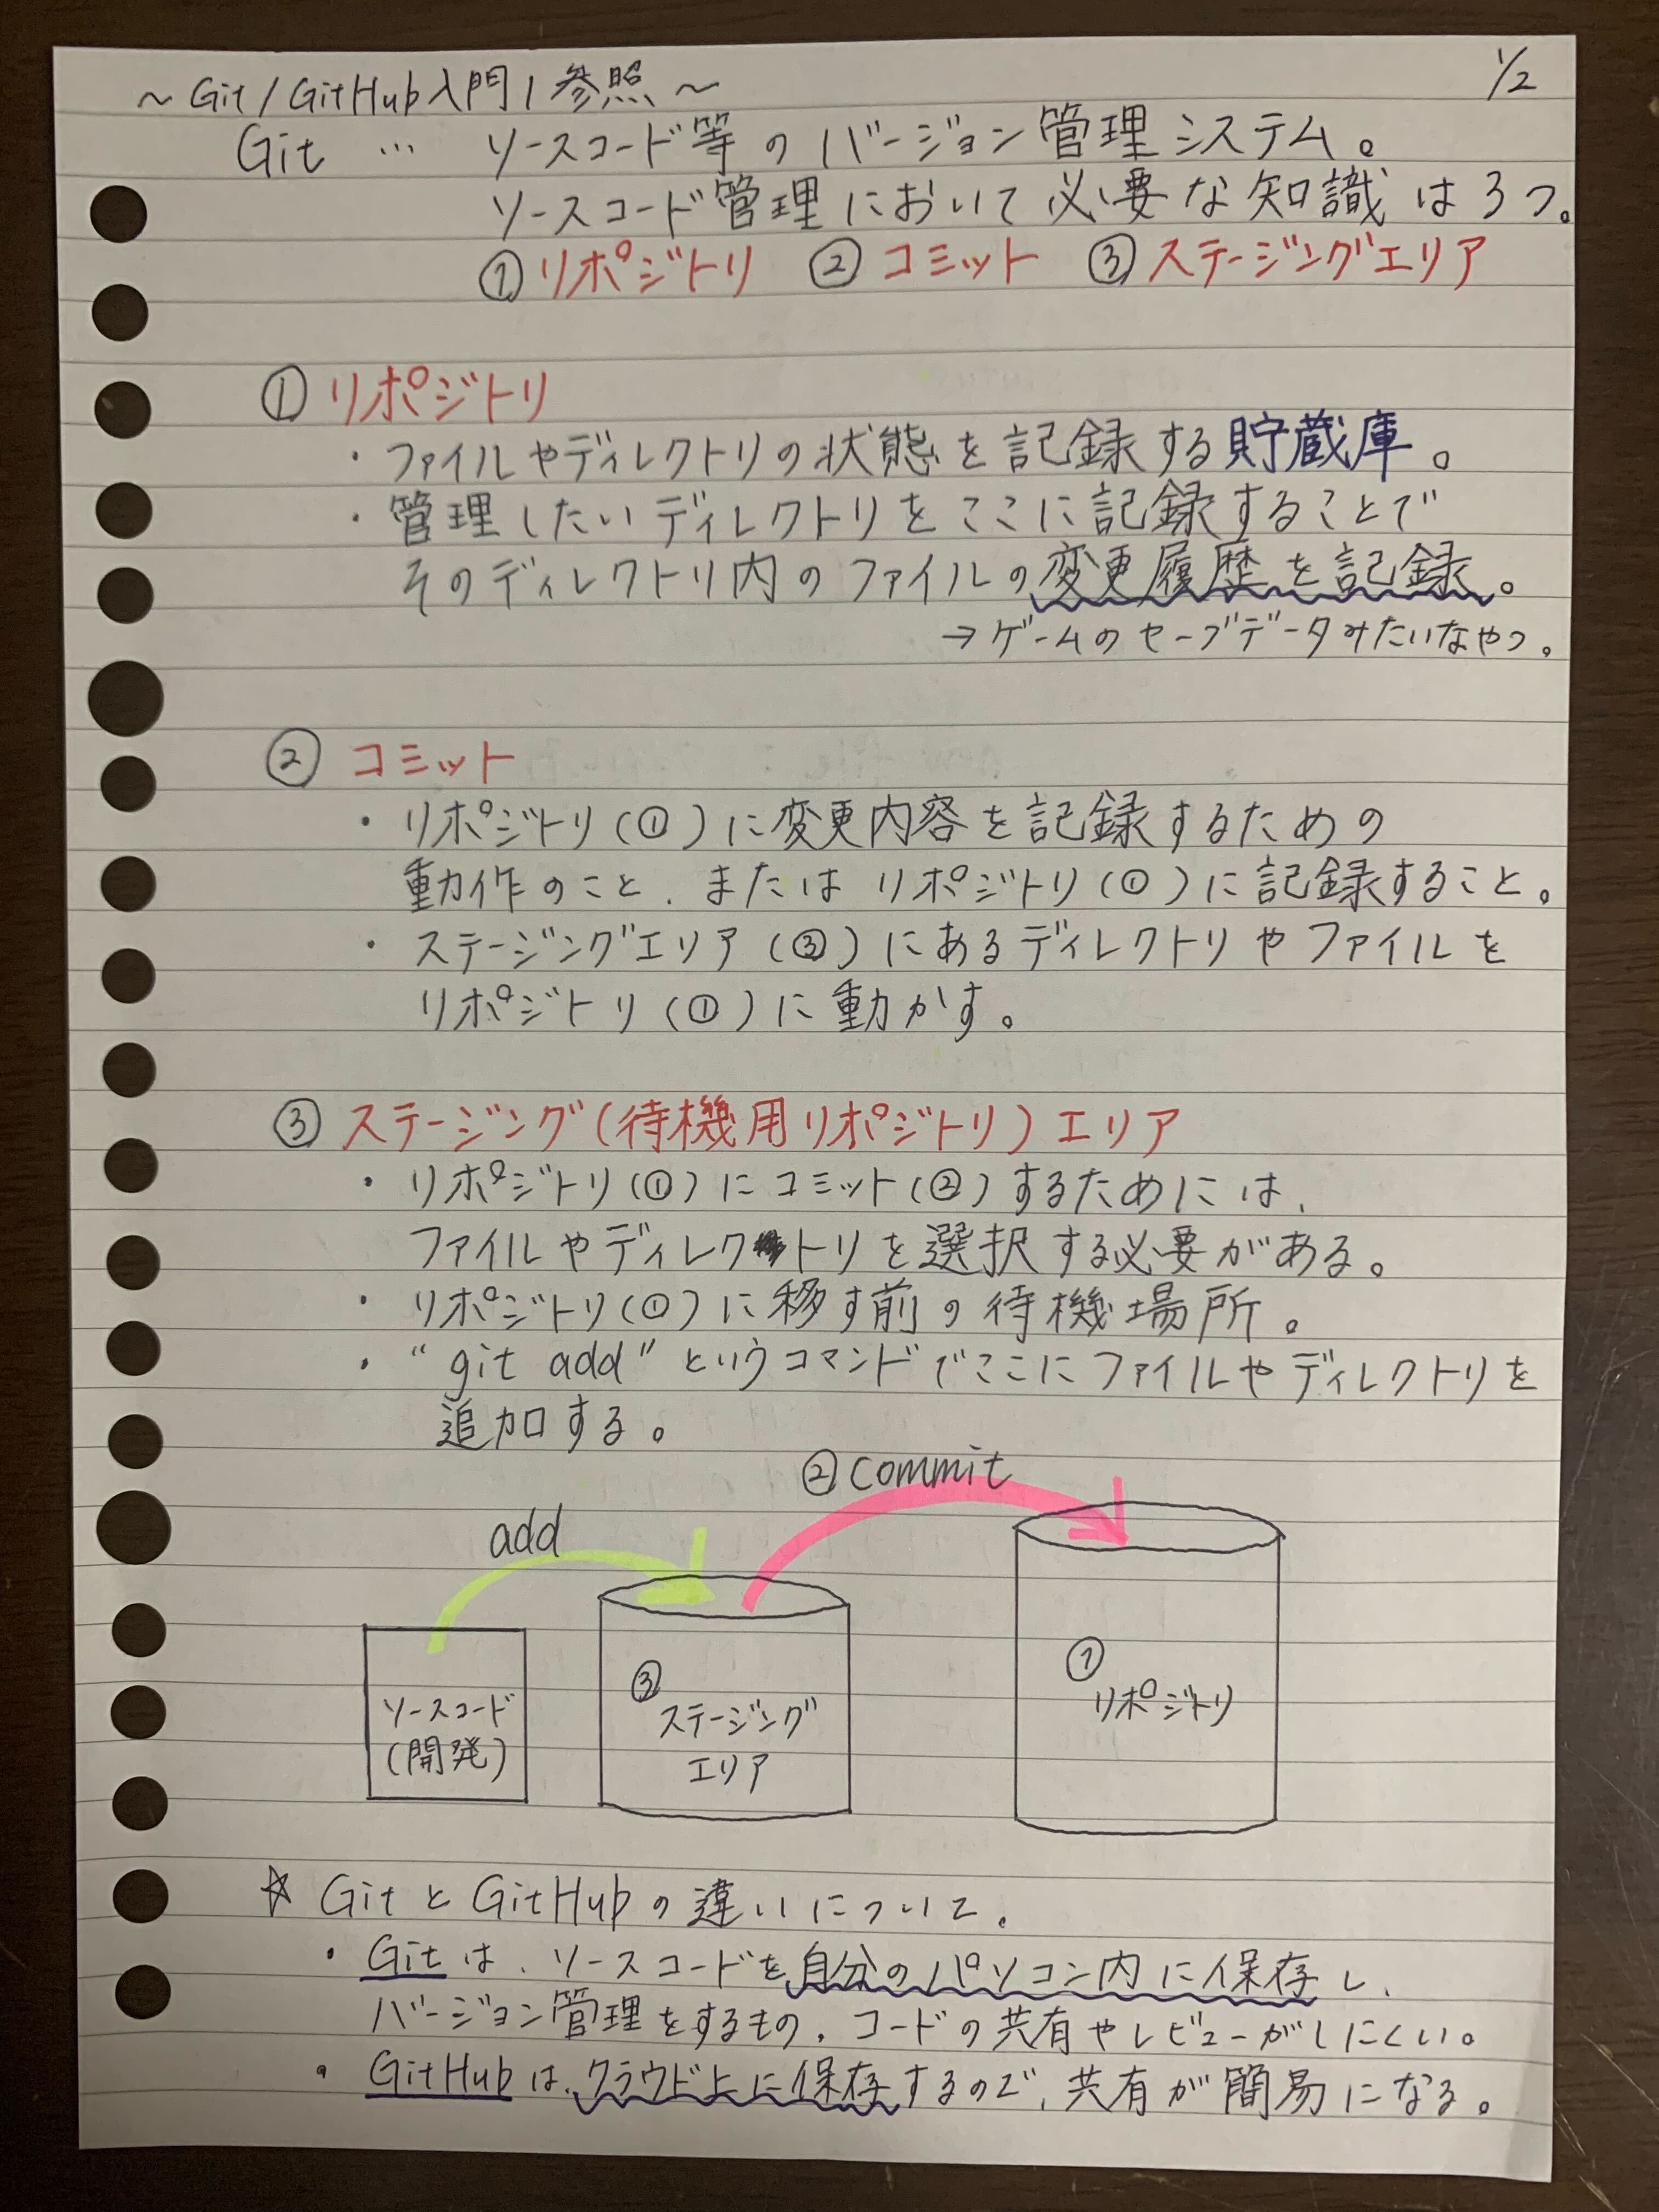 1/2
～Git/GitHub入門1参照～
Git … ソースコード等のバージョン管理システム。
ソースコード管理において必要な知識は3つ。
①リポジトリ ②コミット ③ステージングエリア
①リポジトリ
・ファイルやディレクトリの状態を記録する貯蔵庫。
・管理したいディレクトリをここに記録することで
そのディレクトリ内のファイルの変更履歴を記録。
→ゲームのセーブデータみたいなやつ。
②コミット
・リポジトリ(①)に変更内容を記録するための
動作のこと、またはリポジトリ(①)に記録すること。
・ステージングエリア(③)にあるディレクトリやファイルを
リポジトリ(①)に動かす。
③ステージング(待機用リポジトリ)エリア
・リポジトリ(①)にコミット(②)するためには、
ファイルやディレクトリを選択する必要がある。
・リポジトリ(①)に移す前の待機場所。
・“git add”というコマンドでここにファイルやディレクトリを
追加する。
②commit
add
①
リポジトリ
③
ステージング
エリア
ソースコード
(開発)
☆GitとGitHubの違いについて、
・Gitは、ソースコードを自分のパソコン内に保存し、
バージョン管理をするもの、コードの共有やレビューがしにくい。
・GitHubは、クラウド上に保存するので、共有が簡易になる。